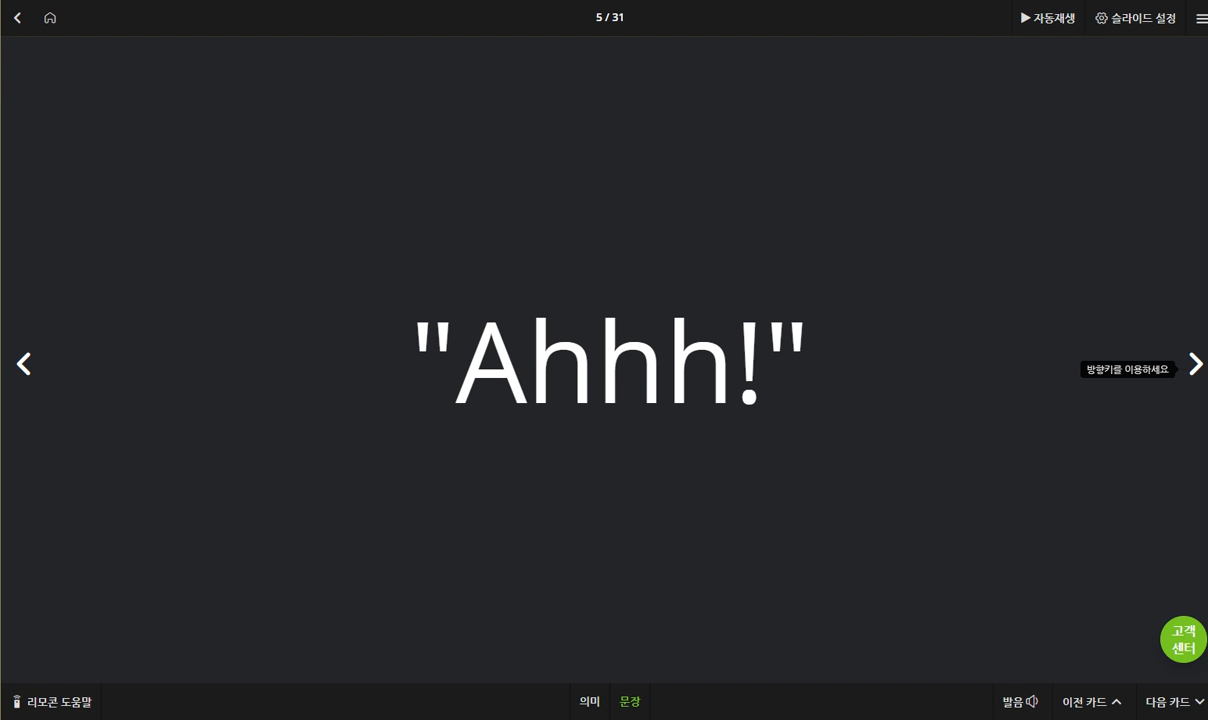 5 / 31
자동재생
슬라이드 설정
"Ahhh!"
방향키를 이용하세요
고객
센터
리모콘 도움말
의미
문장
발음
이전 카드
다음 카드